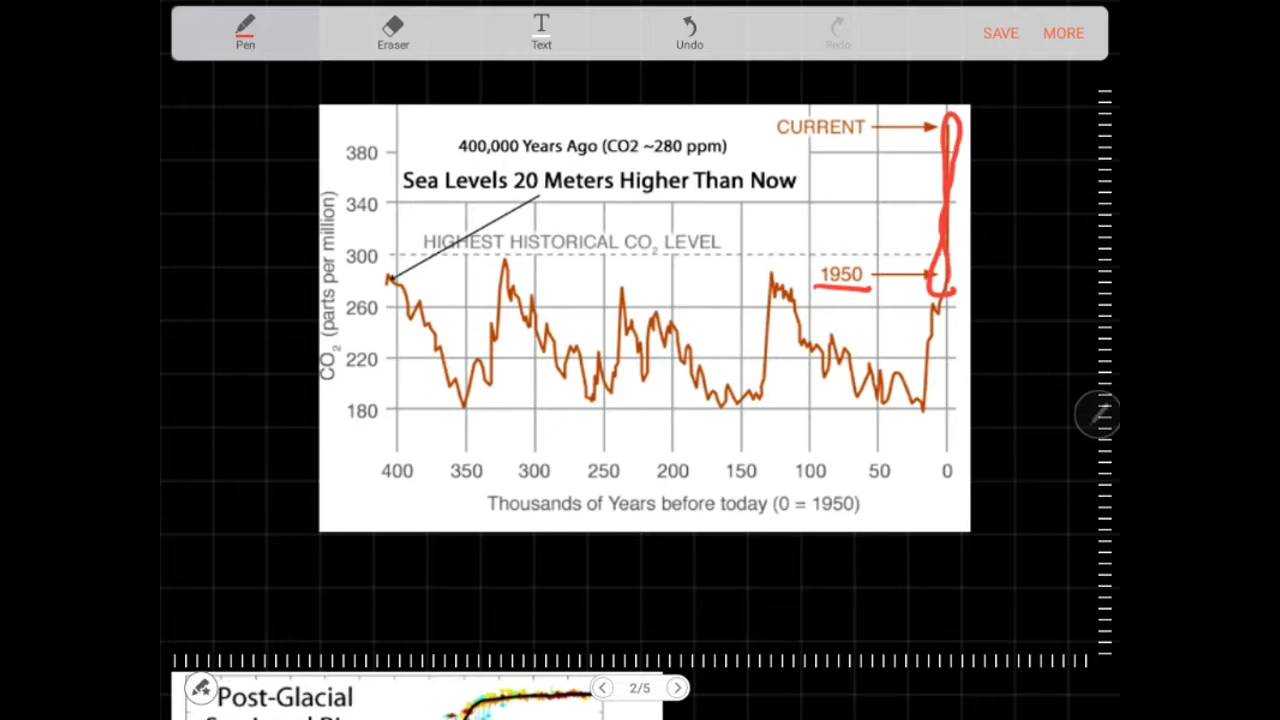 Pen
Eraser
Text
Undo
Redo
SAVE
MORE
CURRENT
400,000 Years Ago (CO2 ~280 ppm)
Sea Levels 20 Meters Higher Than Now
HIGHEST HISTORICAL CO₂ LEVEL
1950
CO₂ (parts per million)
380
340
300
260
220
180
400 350 300 250 200 150 100 50 0
Thousands of Years before today (0 = 1950)
Post-Glacial
2/5